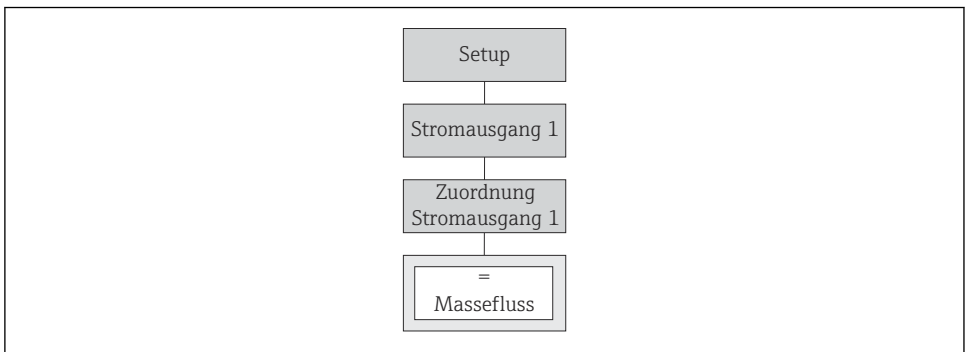 Setup
Stromausgang 1
Zuordnung
Stromausgang 1
=
Massefluss